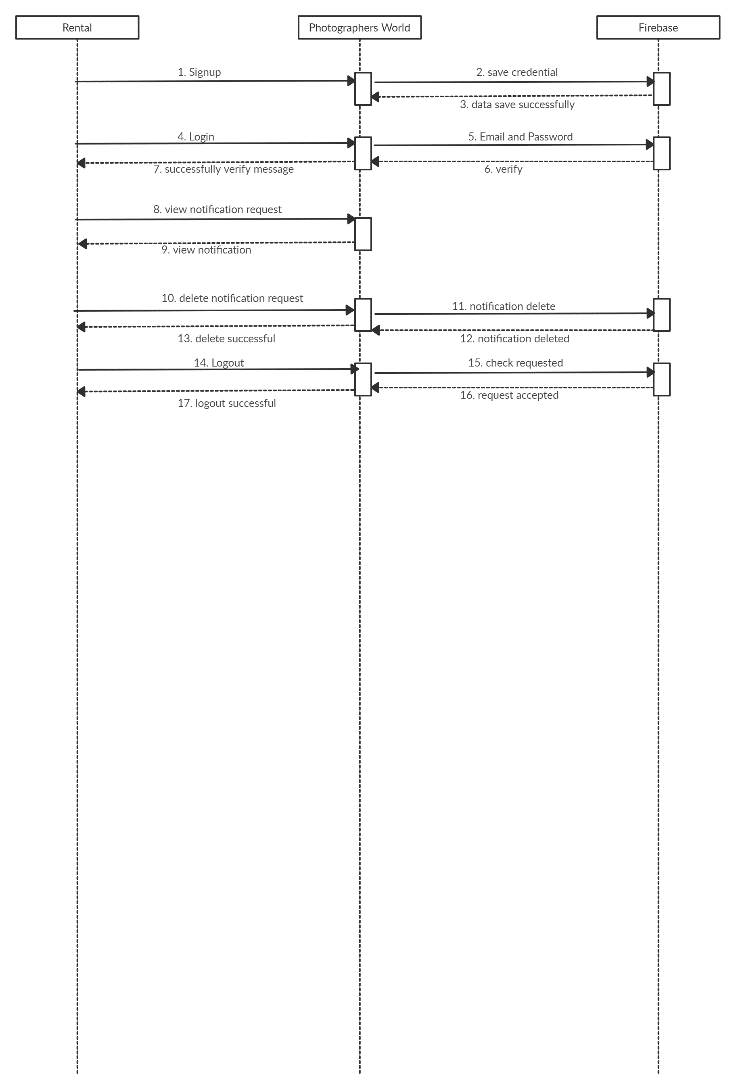 Rental
Photographers World
Firebase
1. Signup
2. save credential
3. data save successfully
4. Login
5. Email and Password
6. verify
7. successfully verify message
8. view notification request
9. view notification
10. delete notification request
11. notification delete
12. notification deleted
13. delete successful
14. Logout
15. check requested
16. request accepted
17. logout successful